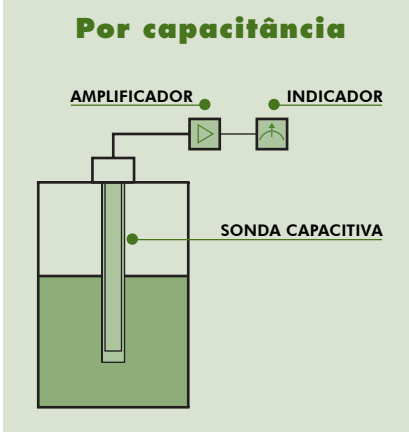 Por capacitância
AMPLIFICADOR
INDICADOR
SONDA CAPACITIVA